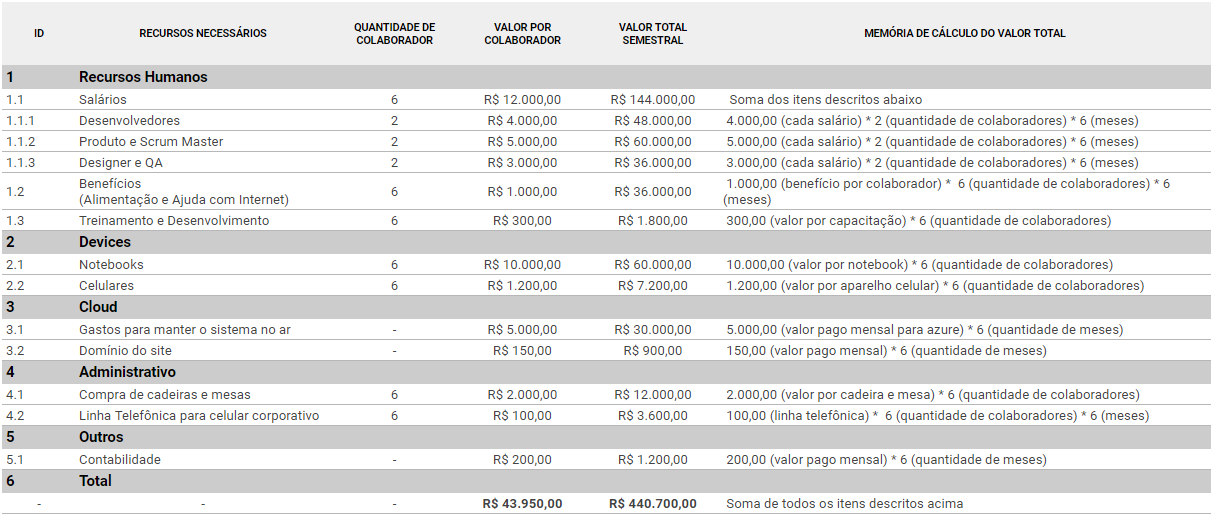 ID RECURSOS NECESSÁRIOS QUANTIDADE DE COLABORADOR VALOR POR COLABORADOR VALOR TOTAL SEMESTRAL MEMÓRIA DE CÁLCULO DO VALOR TOTAL
1 Recursos Humanos
1.1 Salários 6 R$ 12.000,00 R$ 144.000,00 Soma dos itens descritos abaixo
1.1.1 Desenvolvedores 2 R$ 4.000,00 R$ 48.000,00 4.000,00 (cada salário) * 2 (quantidade de colaboradores) * 6 (meses)
1.1.2 Produto e Scrum Master 2 R$ 5.000,00 R$ 60.000,00 5.000,00 (cada salário) * 2 (quantidade de colaboradores) * 6 (meses)
1.1.3 Designer e QA 2 R$ 3.000,00 R$ 36.000,00 3.000,00 (cada salário) * 2 (quantidade de colaboradores) * 6 (meses)
1.2 Benefícios (Alimentação e Ajuda com Internet) 6 R$ 1.000,00 R$ 36.000,00 1.000,00 (benefício por colaborador) * 6 (quantidade de colaboradores) * 6 (meses)
1.3 Treinamento e Desenvolvimento 6 R$ 300,00 R$ 1.800,00 300,00 (valor por capacitação) * 6 (quantidade de colaboradores)
2 Devices
2.1 Notebooks 6 R$ 10.000,00 R$ 60.000,00 10.000,00 (valor por notebook) * 6 (quantidade de colaboradores)
2.2 Celulares 6 R$ 1.200,00 R$ 7.200,00 1.200,00 (valor por aparelho celular) * 6 (quantidade de colaboradores)
3 Cloud
3.1 Gastos para manter o sistema no ar - R$ 5.000,00 R$ 30.000,00 5.000,00 (valor pago mensal para azure) * 6 (quantidade de meses)
3.2 Domínio do site - R$ 150,00 R$ 900,00 150,00 (valor pago mensal) * 6 (quantidade de meses)
4 Administrativo
4.1 Compra de cadeiras e mesas 6 R$ 2.000,00 R$ 12.000,00 2.000,00 (valor por cadeira e mesa) * 6 (quantidade de colaboradores)
4.2 Linha Telefônica para celular corporativo 6 R$ 100,00 R$ 3.600,00 100,00 (linha telefônica) * 6 (quantidade de colaboradores) * 6 (meses)
5 Outros
5.1 Contabilidade - R$ 200,00 R$ 1.200,00 200,00 (valor pago mensal) * 6 (quantidade de meses)
6 Total
- - - R$ 43.950,00 R$ 440.700,00 Soma de todos os itens descritos acima